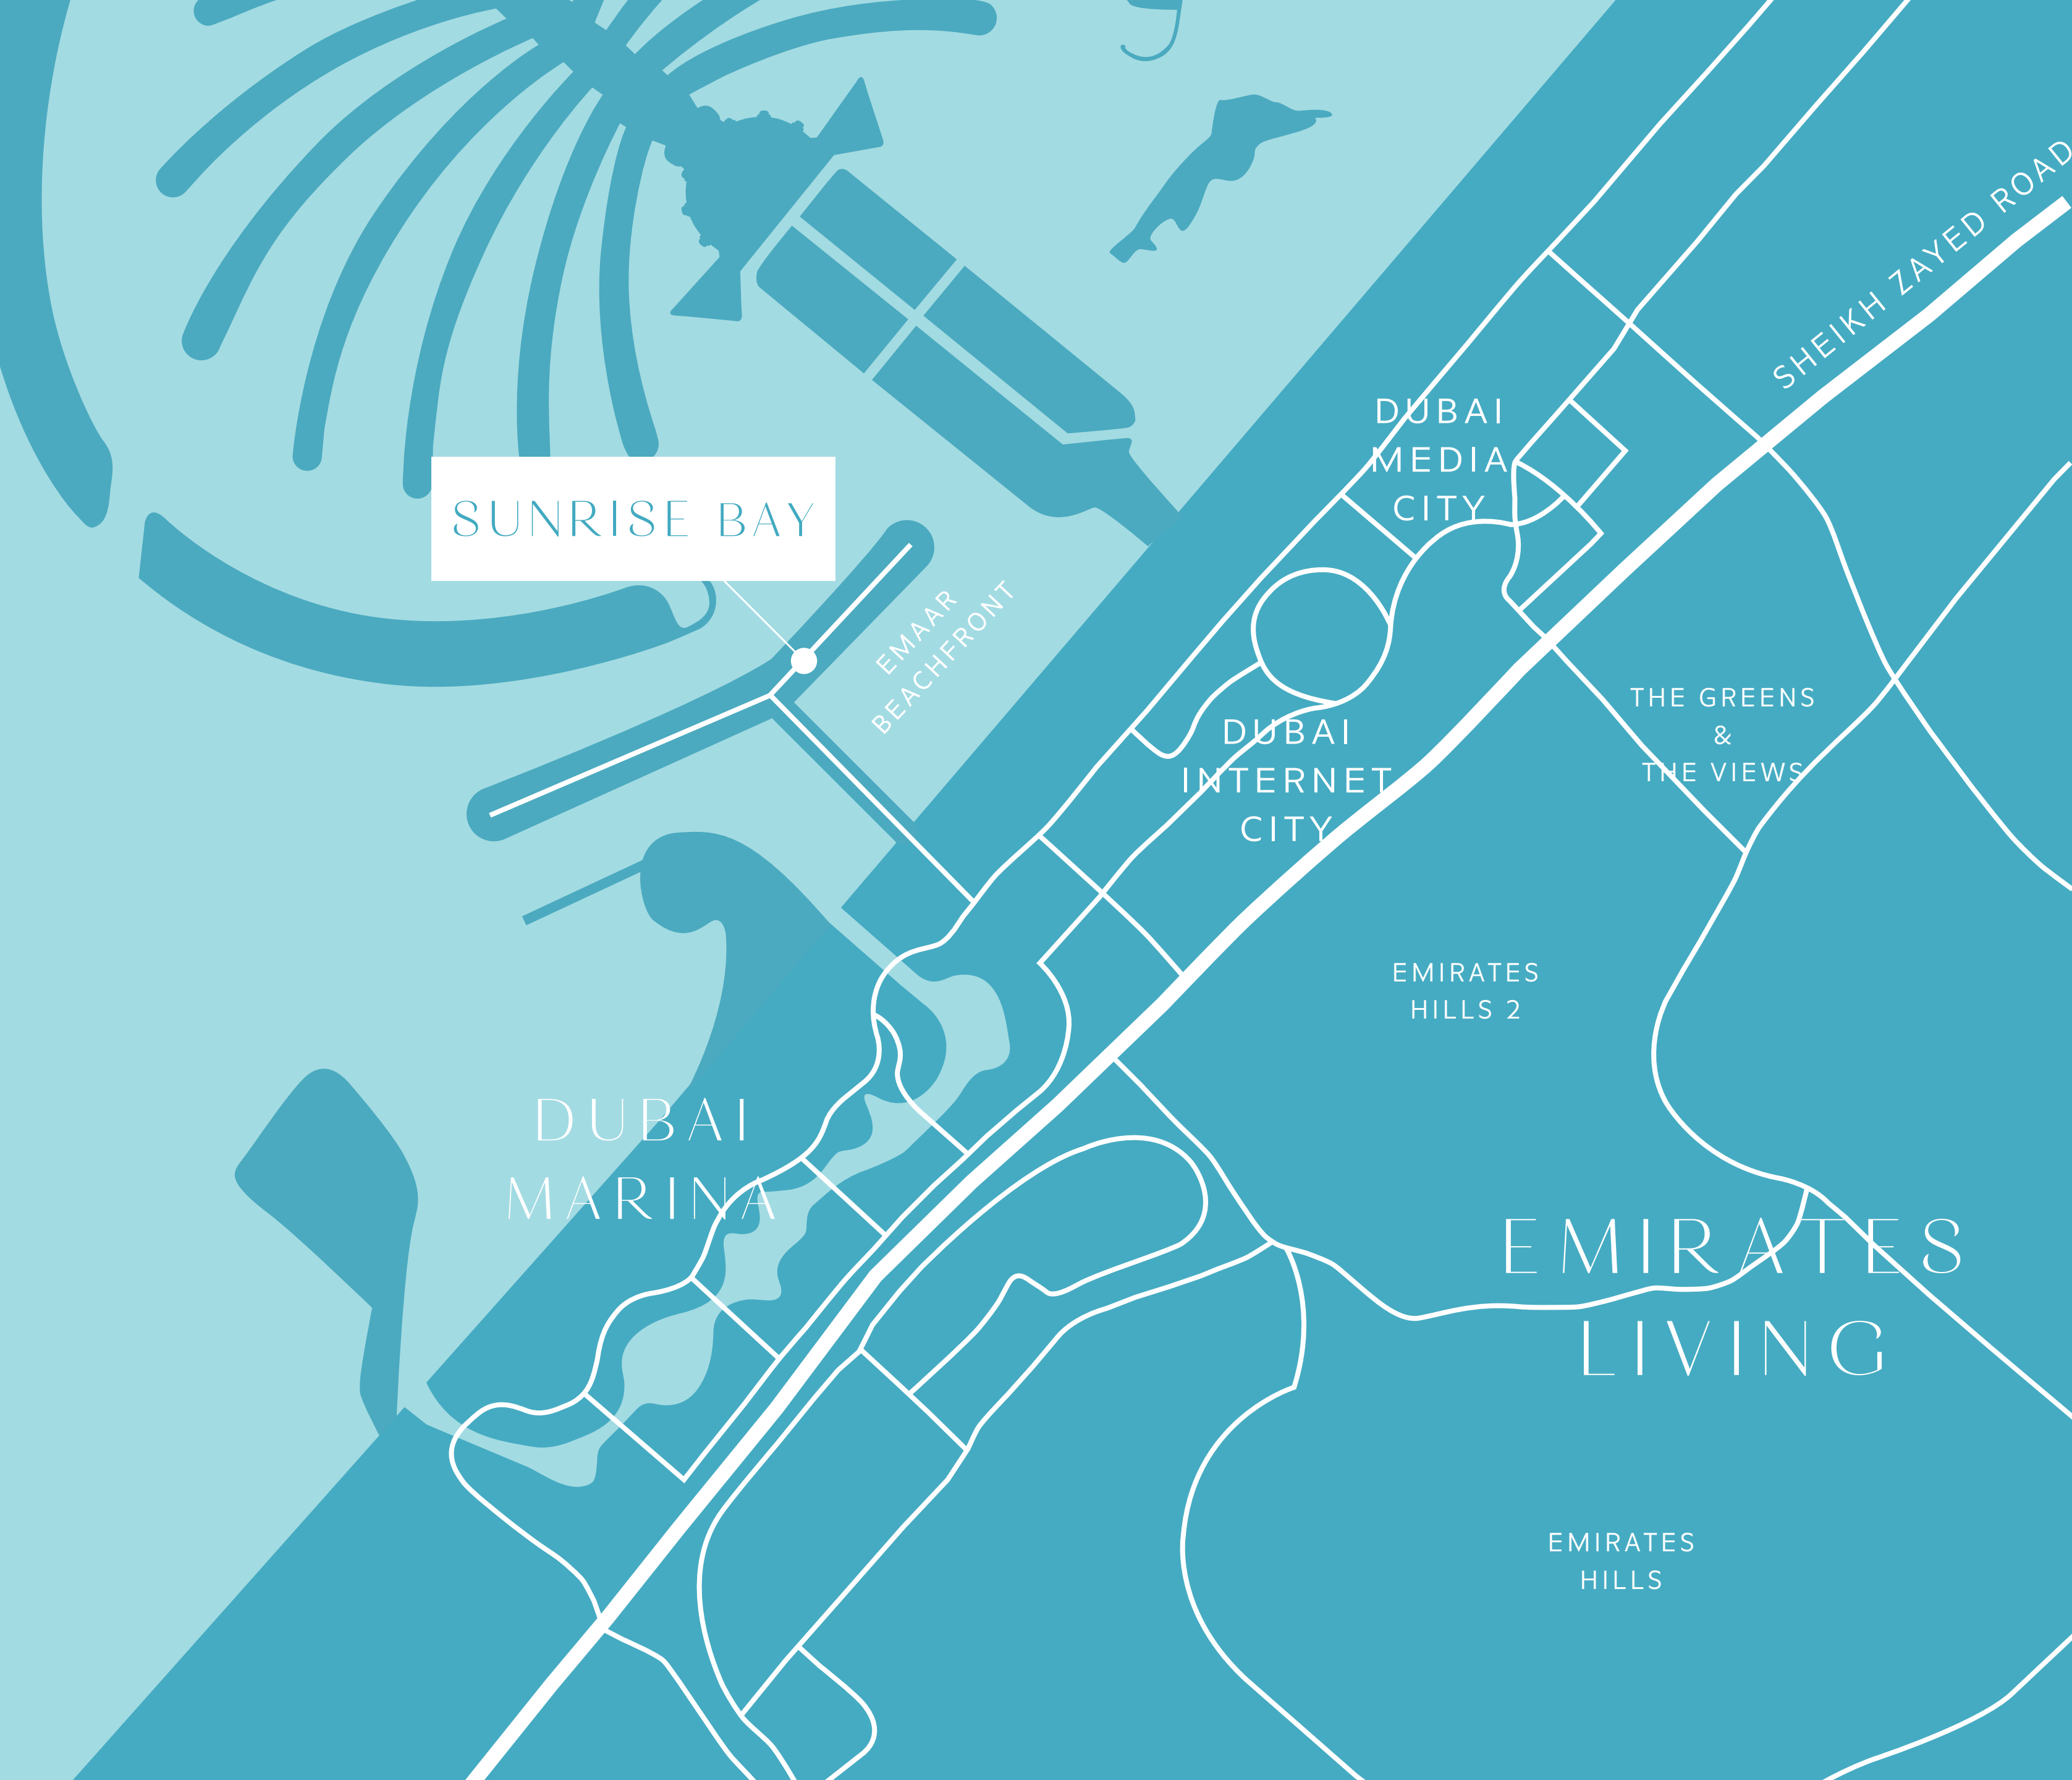 SHEIKH ZAYED ROAD
DUBAI
MEDIA
CITY
SUNRISE BAY
EMAAR
BEACHFRONT
THE GREENS
&
THE VIEWS
DUBAI
INTERNET
CITY
EMIRATES
HILLS 2
DUBAI
MARINA
EMIRATES
LIVING
EMIRATES
HILLS